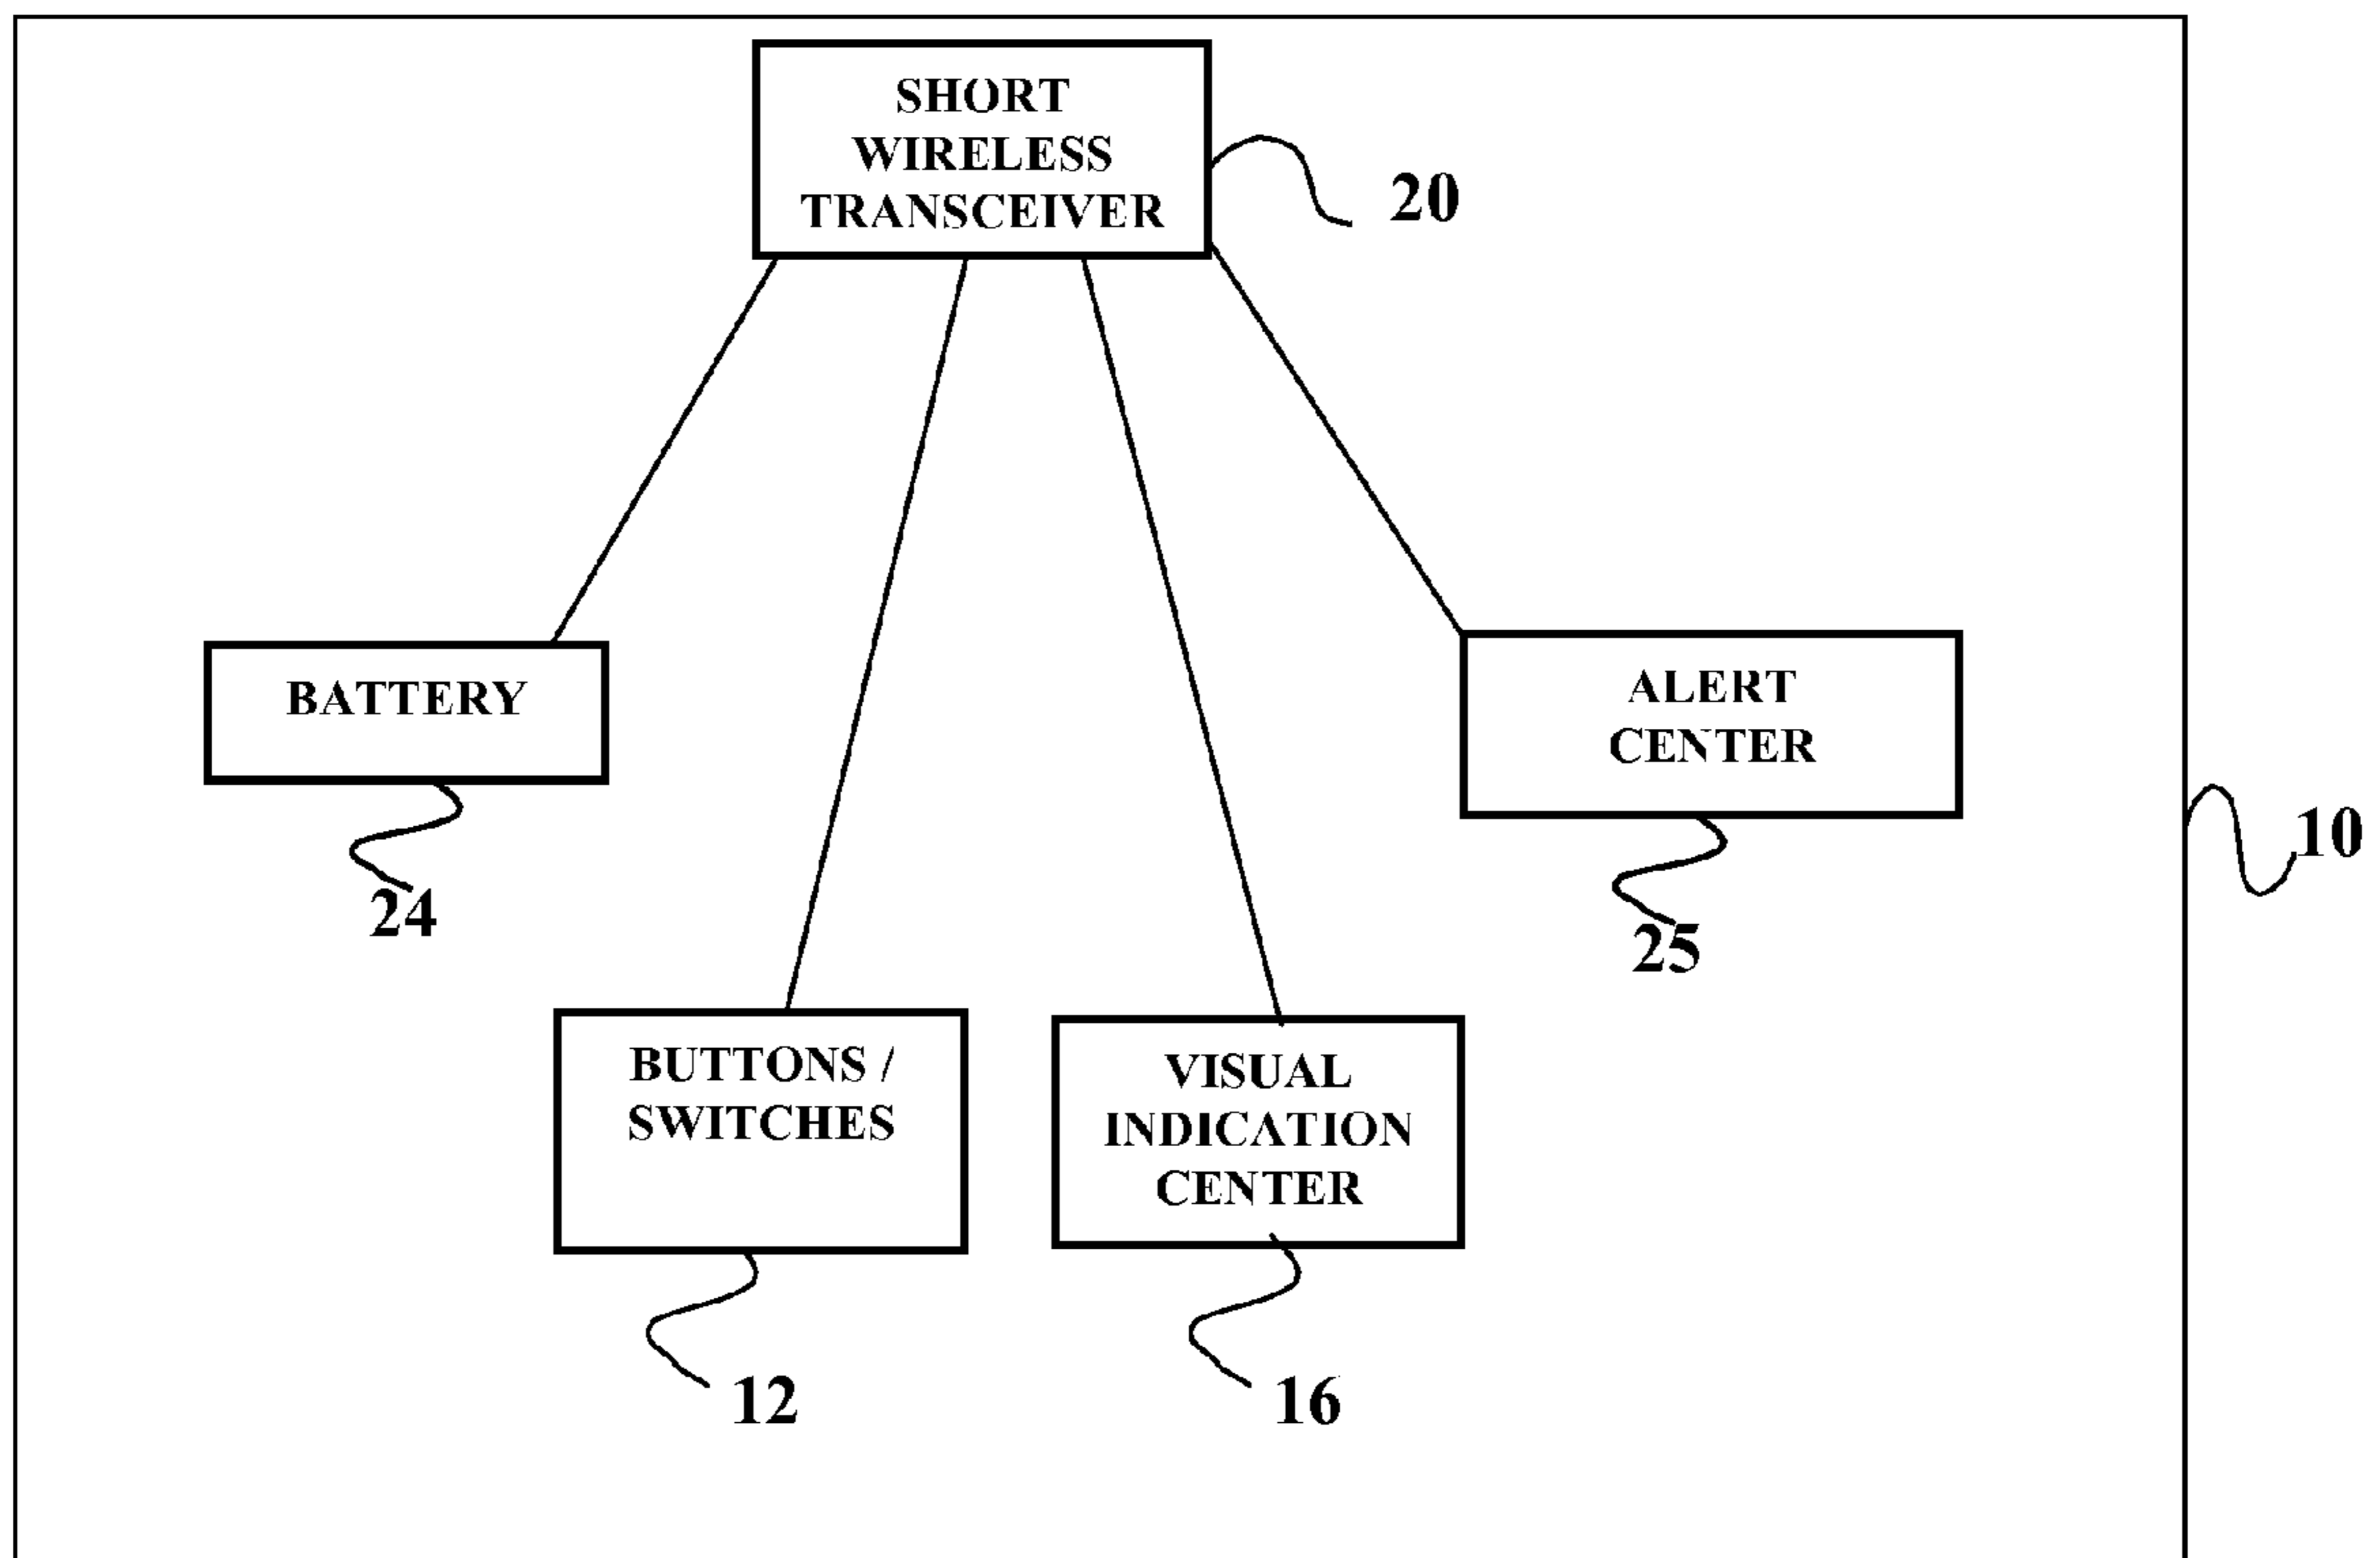 SHORT
WIRELESS
TRANSCEIVER
20
BATTERY
24
ALERT
CENTER
25
10
BUTTONS /
SWITCHES
12
VISUAL
INDICATION
CENTER
16